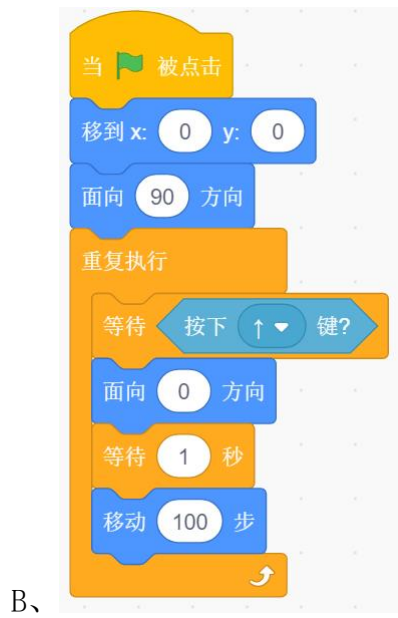 当 被点击
移到 x: 0 y: 0
面向 90 方向
重复执行
等待 按下 ↑ 键?
面向 0 方向
等待 1 秒
移动 100 步
B、